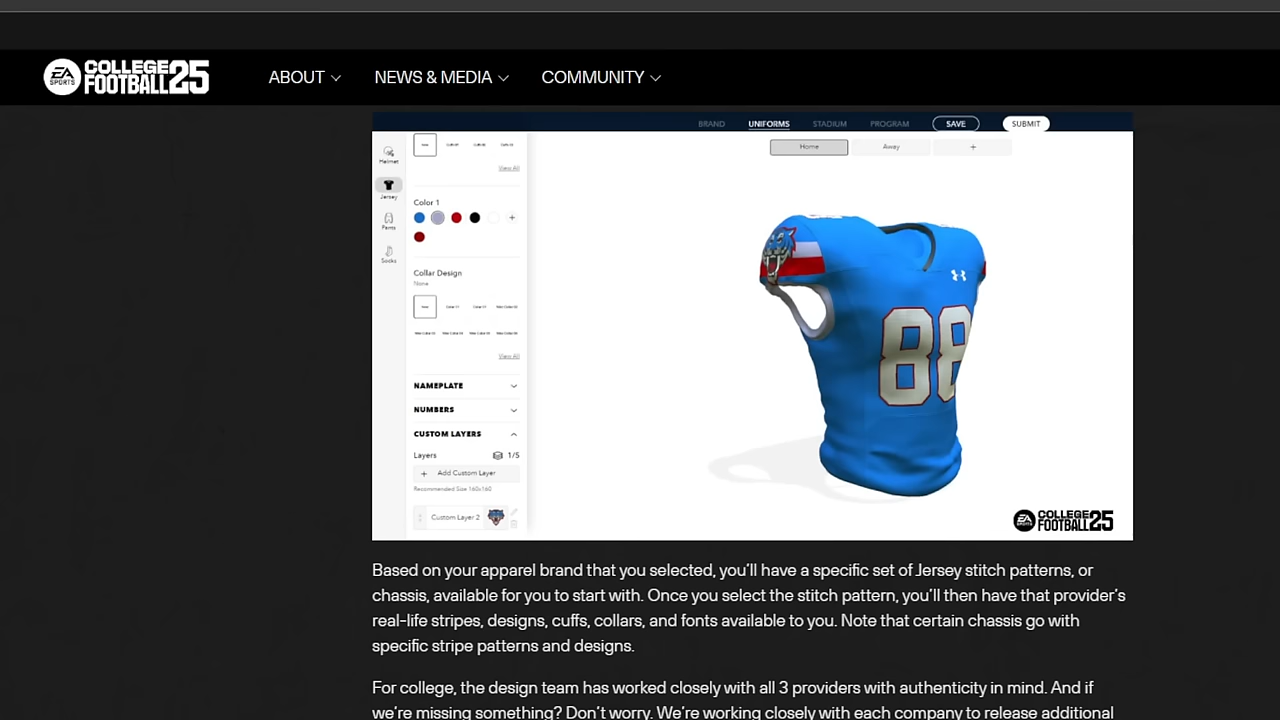 EA SPORTS COLLEGE FOOTBALL 25
ABOUT NEWS & MEDIA COMMUNITY
BRAND UNIFORMS STADIUM PROGRAM SAVE SUBMIT
Home Away +
Helmet
Jersey
Pants
Socks
View All
Color 1
+
Collar Design
None
View All
NAMEPLATE
NUMBERS
CUSTOM LAYERS
Layers 1/5
+ Add Custom Layer
Recommended Size 160x160
Custom Layer 2
88
EA SPORTS COLLEGE FOOTBALL 25
Based on your apparel brand that you selected, you'll have a specific set of Jersey stitch patterns, or
chassis, available for you to start with. Once you select the stitch pattern, you'll then have that provider's
real-life stripes, designs, cuffs, collars, and fonts available to you. Note that certain chassis go with
specific stripe patterns and designs.
For college, the design team has worked closely with all 3 providers with authenticity in mind. And if
we're missing something? Don't worry. We're working closely with each company to release additional